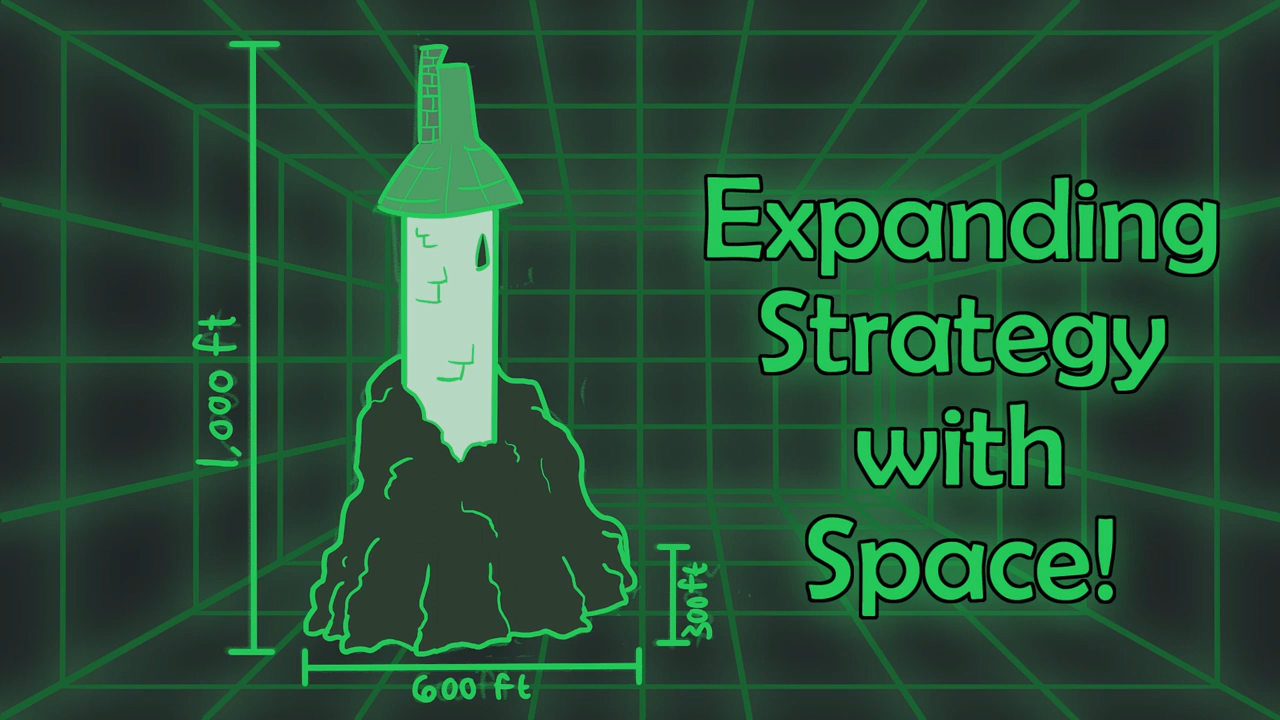 1,000 ft
600 ft
300ft
Expanding
Strategy
with
Space!